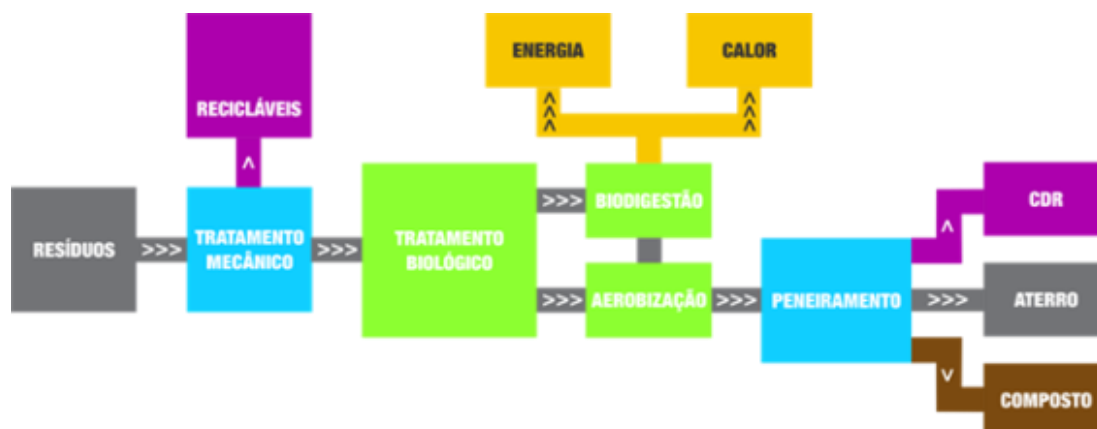 ENERGIA
CALOR
RECICLÁVEIS
RESÍDUOS
>>>
TRATAMENTO
MECÂNICO
>>>
TRATAMENTO
BIOLÓGICO
>>>
BIODIGESTÃO
>>>
AEROBIZAÇÃO
>>>
PENEIRAMENTO
CDR
>>>
ATERRO
COMPOSTO